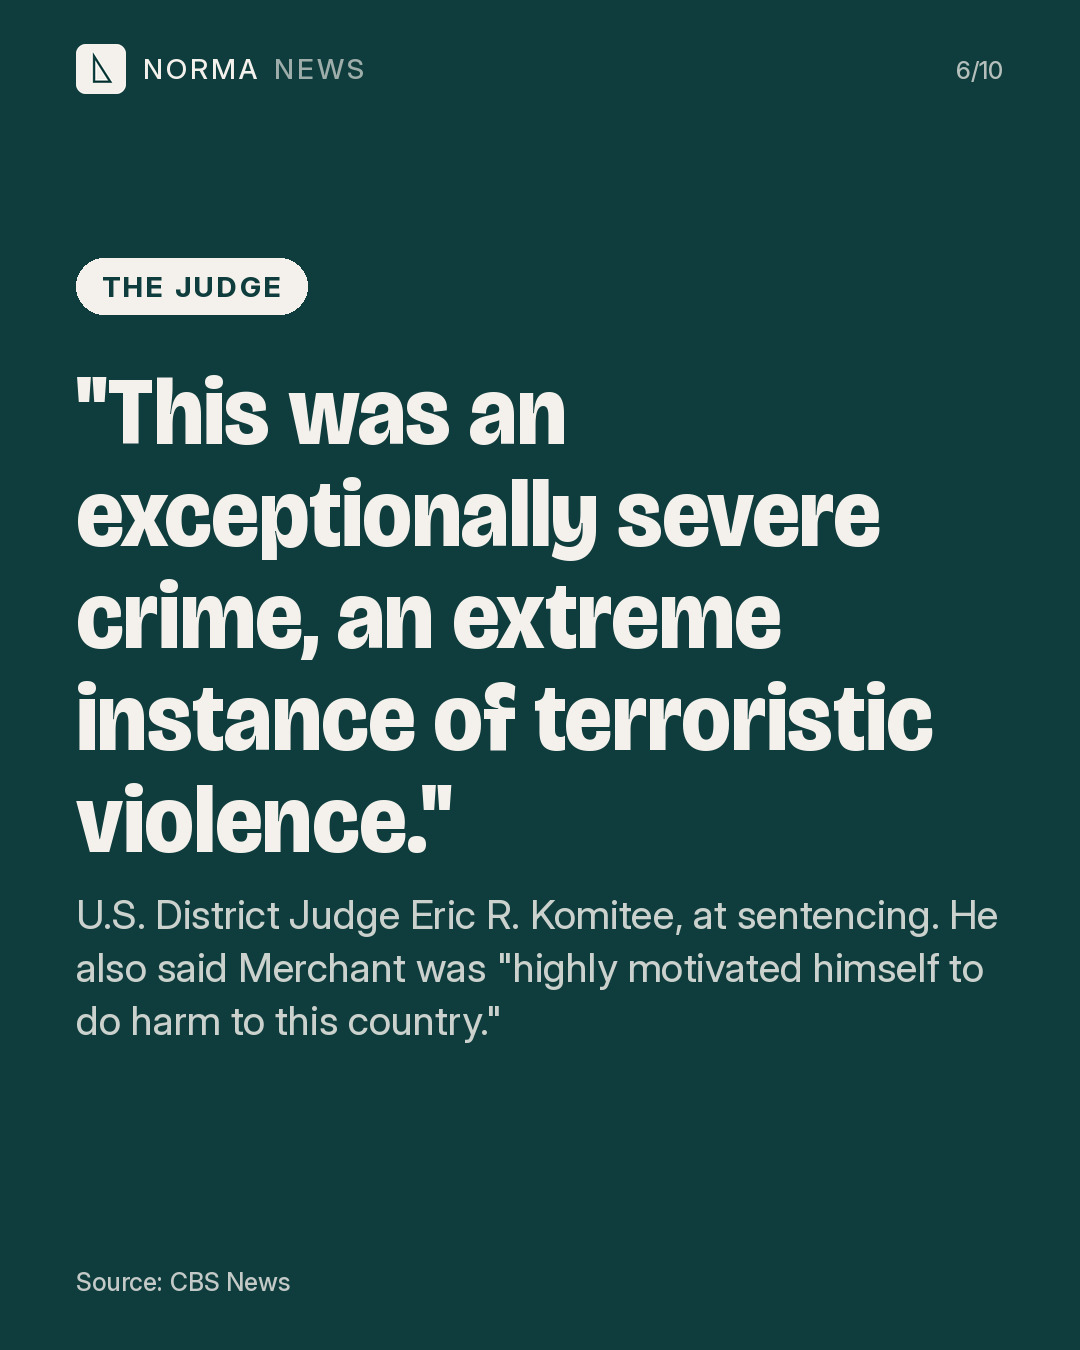 NORMA NEWS
6/10
THE JUDGE
"This was an
exceptionally severe
crime, an extreme
instance of terroristic
violence."
U.S. District Judge Eric R. Komitee, at sentencing. He
also said Merchant was "highly motivated himself to
do harm to this country."
Source: CBS News